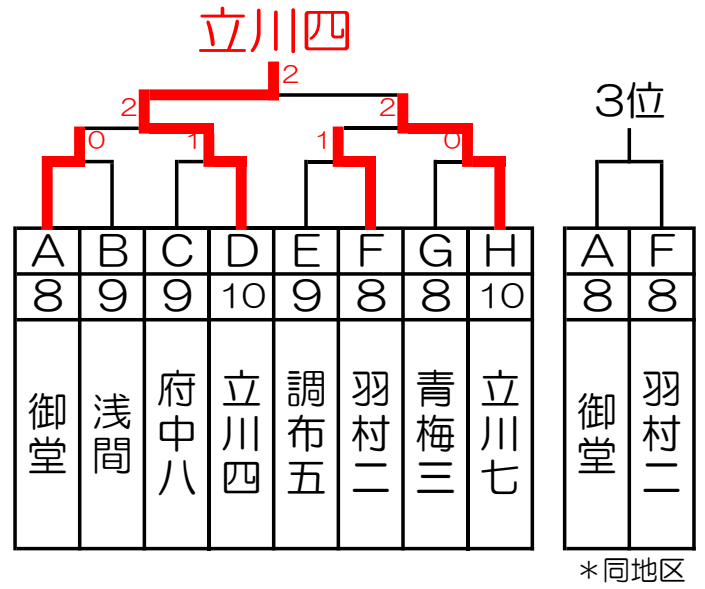 立川四
2
3位
2 2
0 1 1 0
A B C D E F G H A F
8 9 9 10 9 8 8 10 8 8
御堂 浅間 府中八 立川四 調布五 羽村二 青梅三 立川七 御堂 羽村二
*同地区